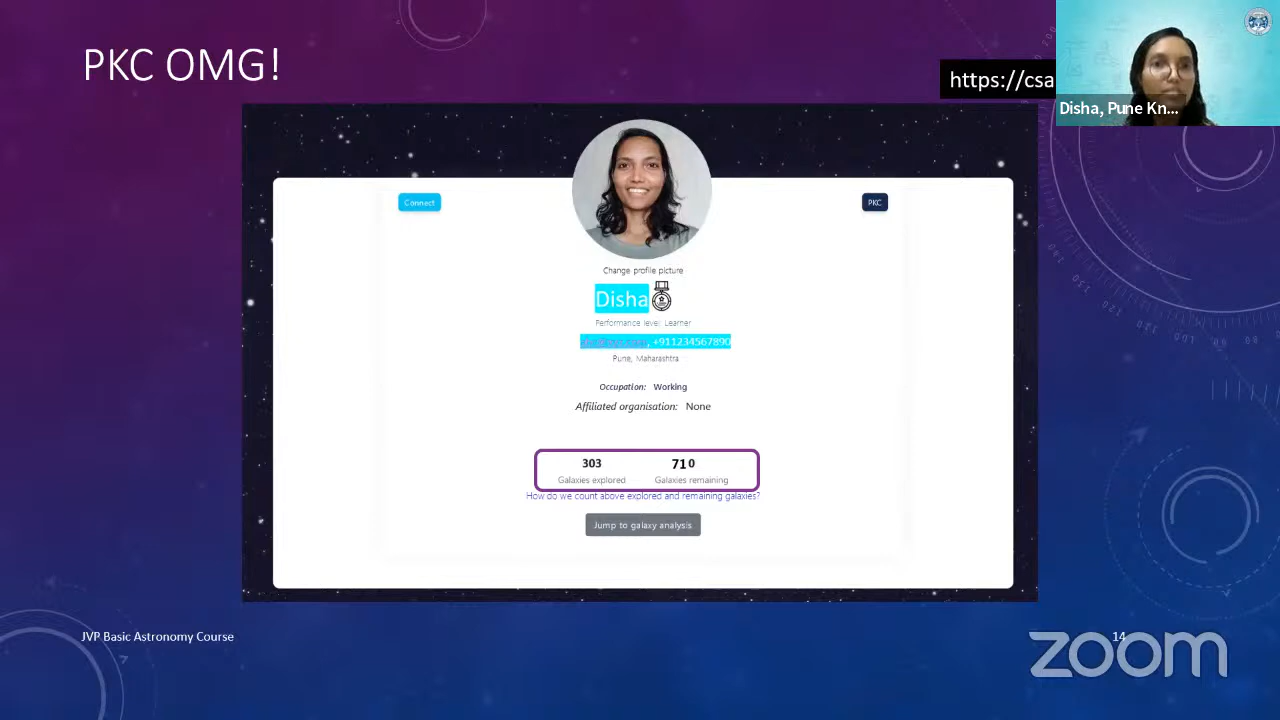 PKC OMG!
https://csa
Disha, Pune Kn...
Connect
PKC
Change profile picture
Disha
Performance level: Learner
, +911234567890
Pune, Maharashtra
Occupation: Working
Affiliated organisation: None
303 710
Galaxies explored Galaxies remaining
How do we count above explored and remaining galaxies?
Jump to galaxy analysis
JVP Basic Astronomy Course
14
zoom